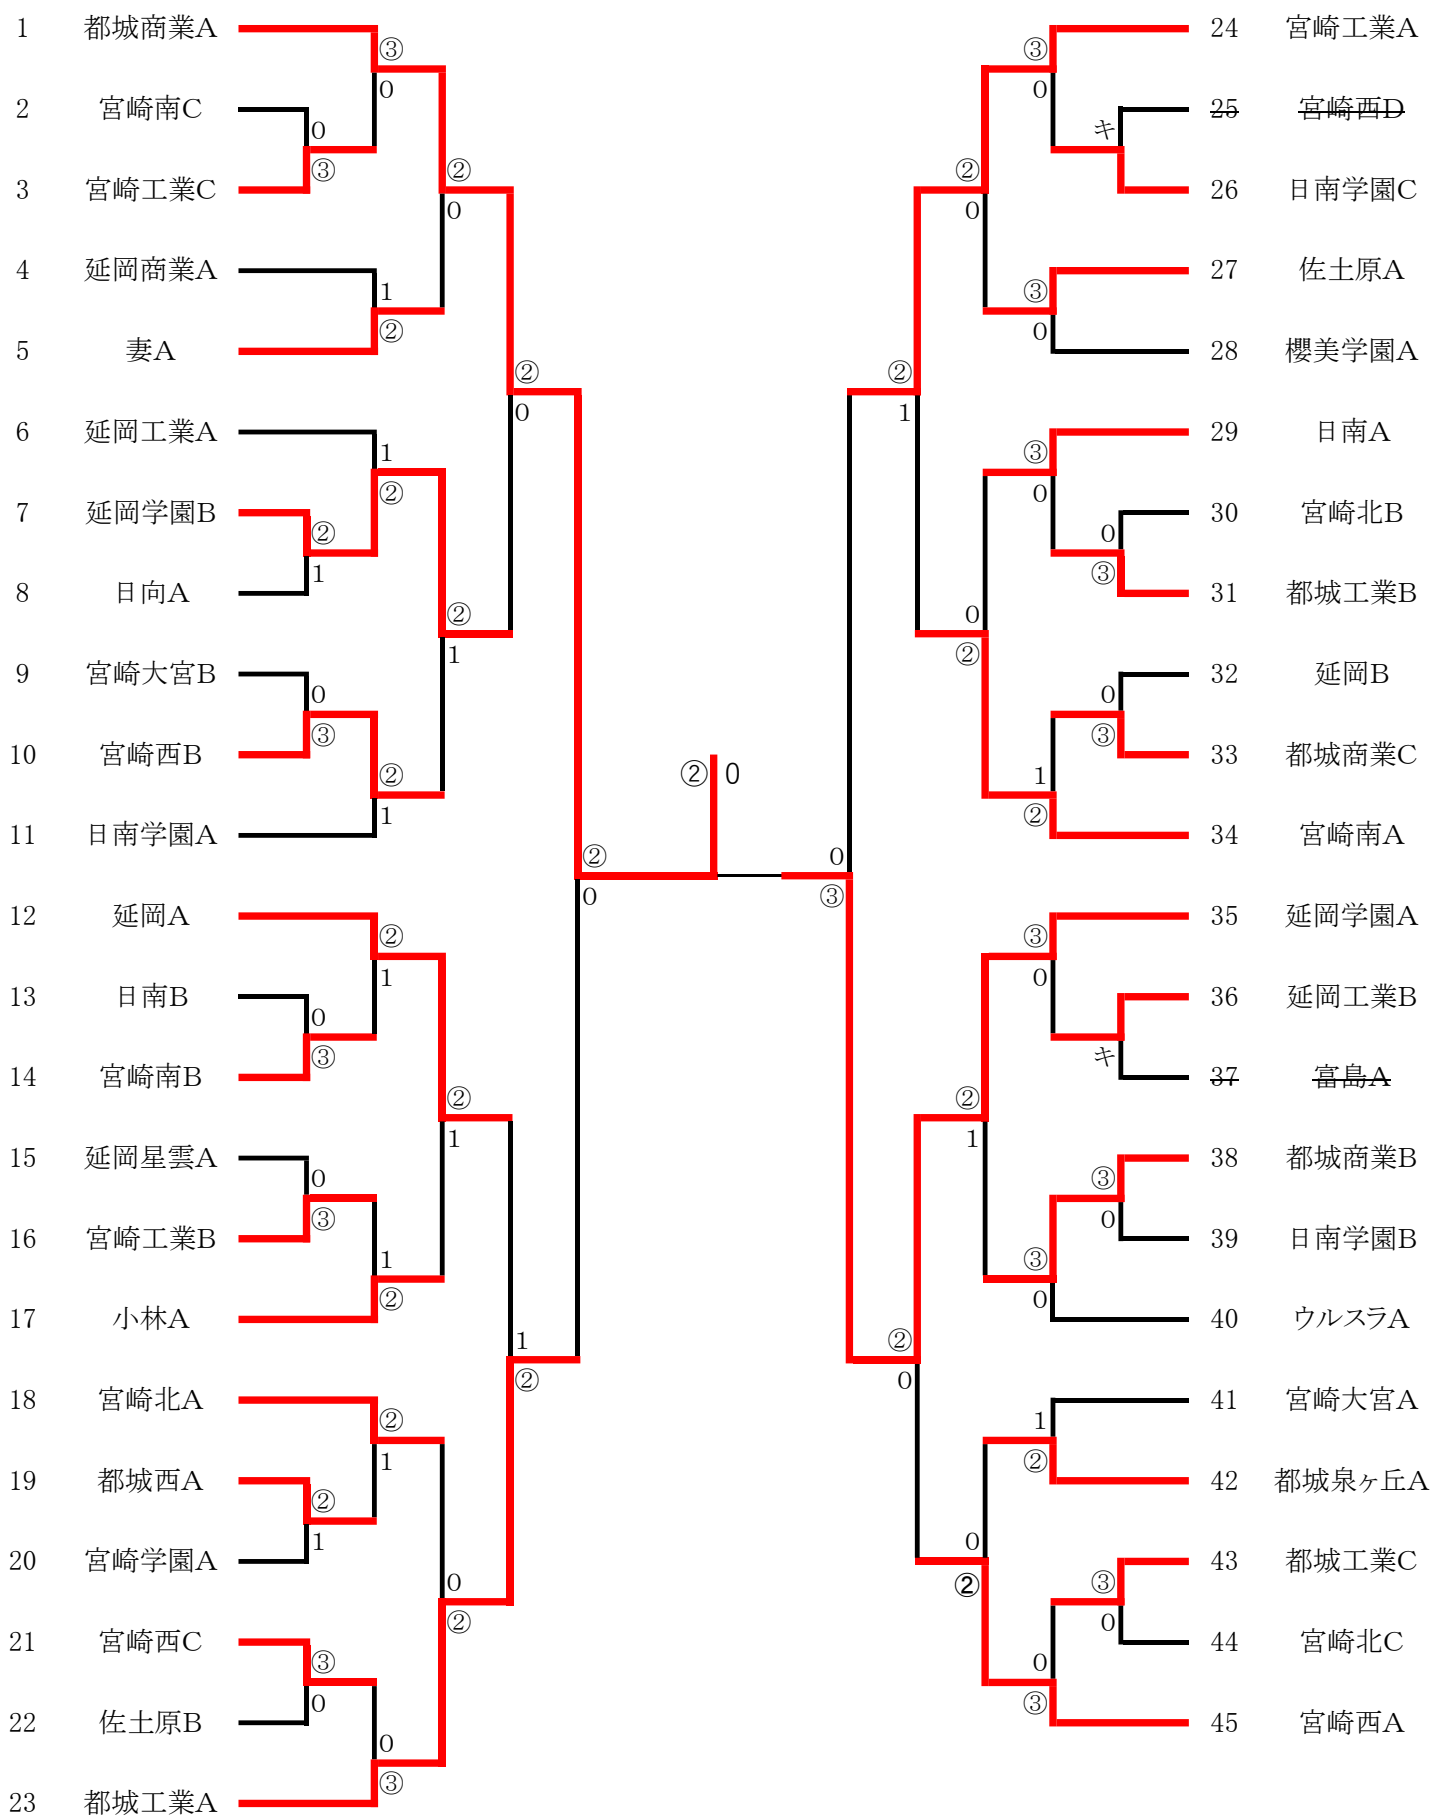 1 都城商業A ③ ③ 24 宮崎工業A
0 0
2 宮崎南C 0 キ 25 宮崎西D
③ ② ②
3 宮崎工業C 0 0 26 日南学園C
4 延岡商業A 1 ③ 27 佐土原A
② 0
5 妻A ② ② 28 櫻美学園A
0 1
6 延岡工業A 1 ③ 29 日南A
② 0
7 延岡学園B ② 0 30 宮崎北B
1 ③
8 日向A ② 0 31 都城工業B
1 ②
9 宮崎大宮B 0 0 32 延岡B
③ ③
10 宮崎西B ② ② 0 1 33 都城商業C
1 ②
11 日南学園A ② 0 34 宮崎南A
0 ③
12 延岡A ② ③ 35 延岡学園A
1 0
13 日南B 0 36 延岡工業B
③ キ
14 宮崎南B ② ② 37 富島A
1 1
15 延岡星雲A 0 ③ 38 都城商業B
③ 0
16 宮崎工業B 1 ③ 39 日南学園B
② 0
17 小林A 1 ② 40 ウルスラA
② 0
18 宮崎北A ② 1 41 宮崎大宮A
1 ②
19 都城西A ② 42 都城泉ヶ丘A
1 0
20 宮崎学園A 0 ② ③ 43 都城工業C
② 0
21 宮崎西C ③ 0 44 宮崎北C
0 ③
22 佐土原B 0 45 宮崎西A
③
23 都城工業A